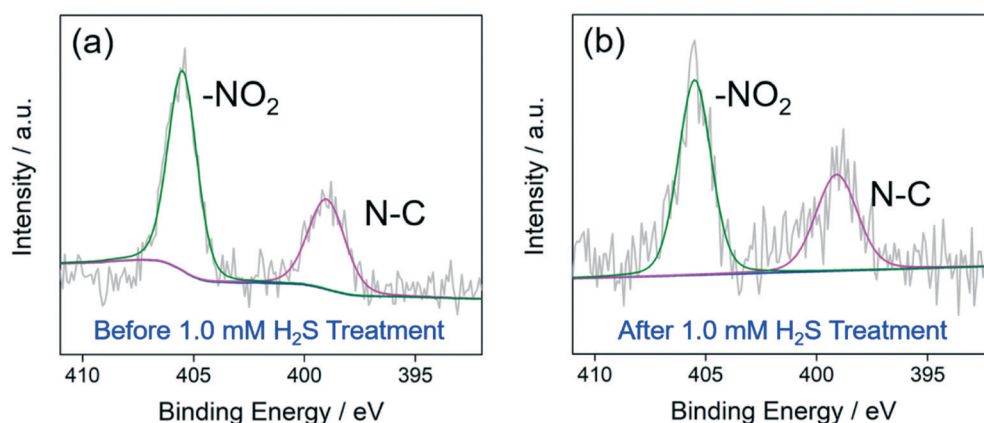 (a)
-NO₂
N-C
Before 1.0 mM H₂S Treatment
Intensity / a.u.
410 405 400 395
Binding Energy / eV
(b)
-NO₂
N-C
After 1.0 mM H₂S Treatment
Intensity / a.u.
410 405 400 395
Binding Energy / eV